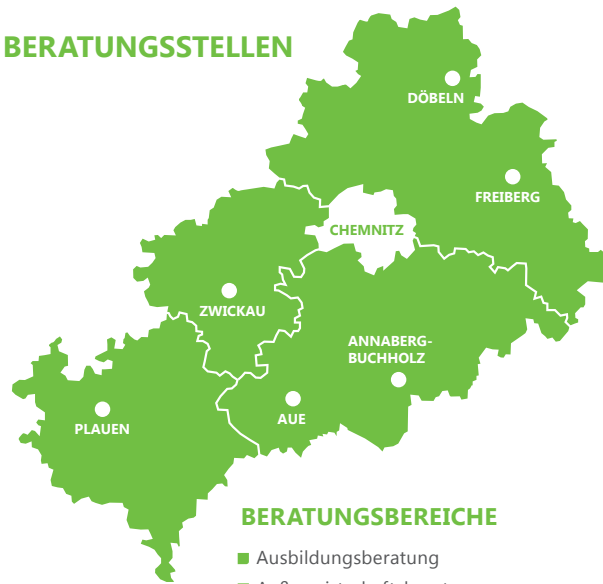 BERATUNGSSTELLEN
DÖBELN
FREIBERG
CHEMNITZ
ZWICKAU
ANNABERG-
BUCHHOLZ
AUE
PLAUEN
BERATUNGSBEREICHE
Ausbildungsberatung